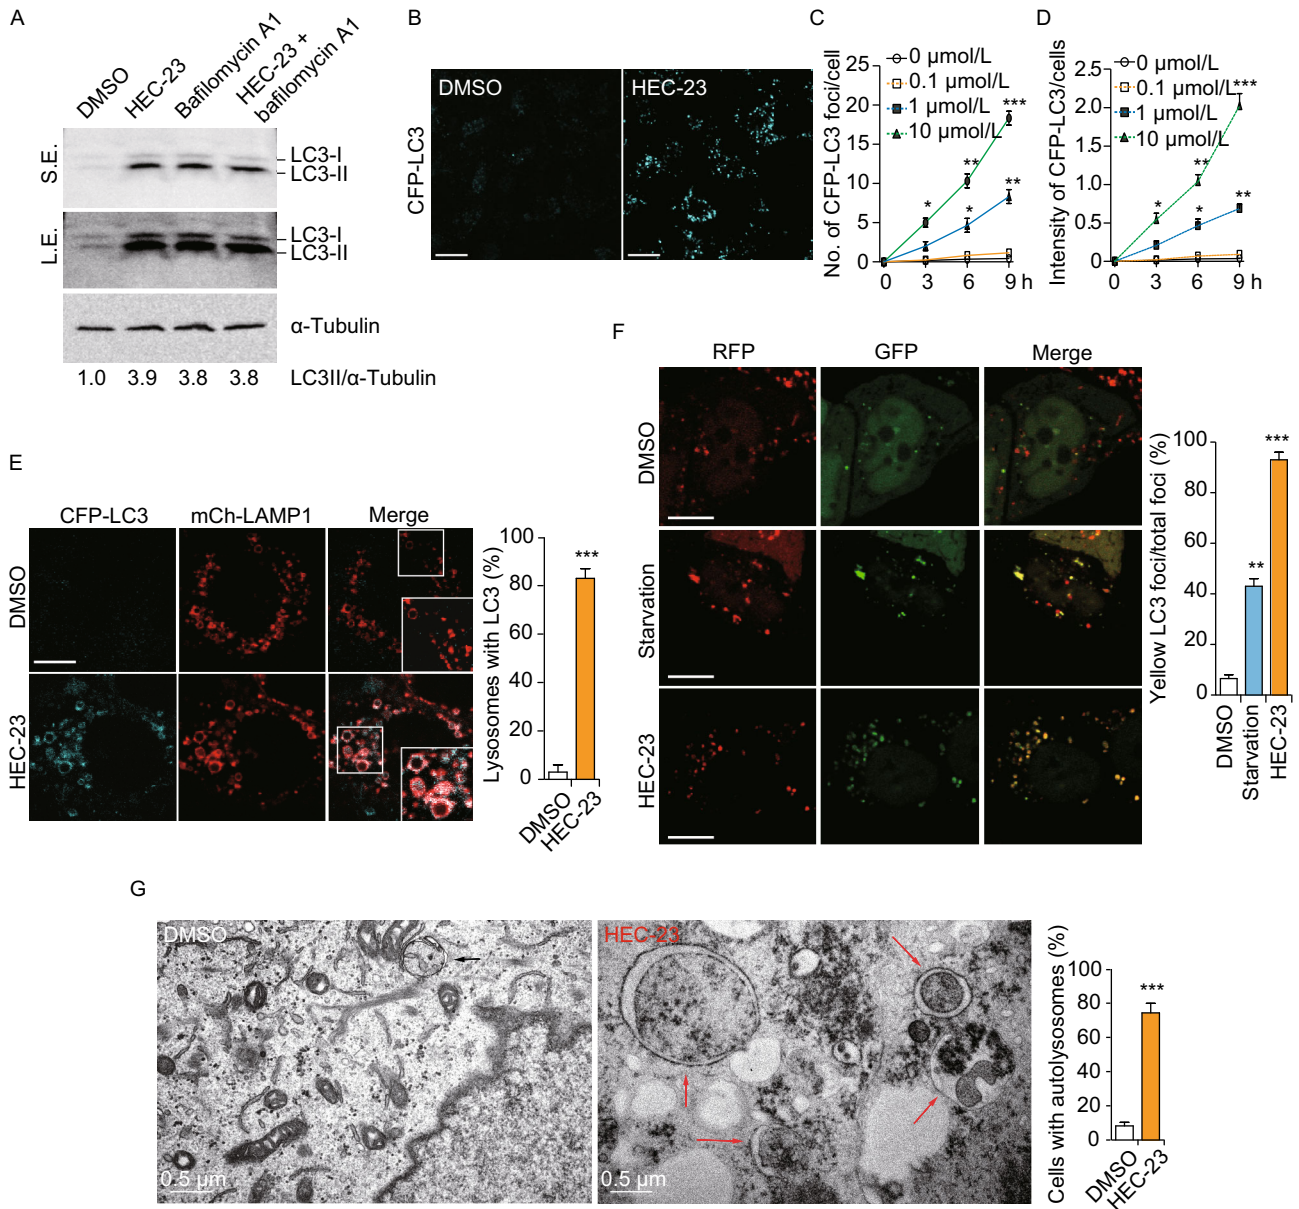 A
DMSO
HEC-23
Bafilomycin A1
HEC-23 +
bafilomycin A1
S.E.
LC3-I
LC3-II
L.E.
LC3-I
LC3-II
α-Tubulin
1.0 3.9 3.8 3.8 LC3II/α-Tubulin
B
CFP-LC3
DMSO
HEC-23
C
No. of CFP-LC3 foci/cell
0 µmol/L
0.1 µmol/L
1 µmol/L
10 µmol/L
25
20
15
10
5
0
*
**
***
*
**
0 3 6 9 h
D
Intensity of CFP-LC3/cells
0 µmol/L
0.1 µmol/L
1 µmol/L
10 µmol/L
2.5
2.0
1.5
1.0
0.5
0
*
**
***
*
**
0 3 6 9 h
E
CFP-LC3 mCh-LAMP1 Merge
DMSO
HEC-23
Lysosomes with LC3 (%)
100
80
60
40
20
0
***
DMSO
HEC-23
F
RFP GFP Merge
DMSO
Starvation
HEC-23
Yellow LC3 foci/total foci (%)
100
80
60
40
20
0
**
***
DMSO
Starvation
HEC-23
G
DMSO
0.5 µm
HEC-23
0.5 µm
Cells with autolysosomes (%)
100
80
60
40
20
0
***
DMSO
HEC-23